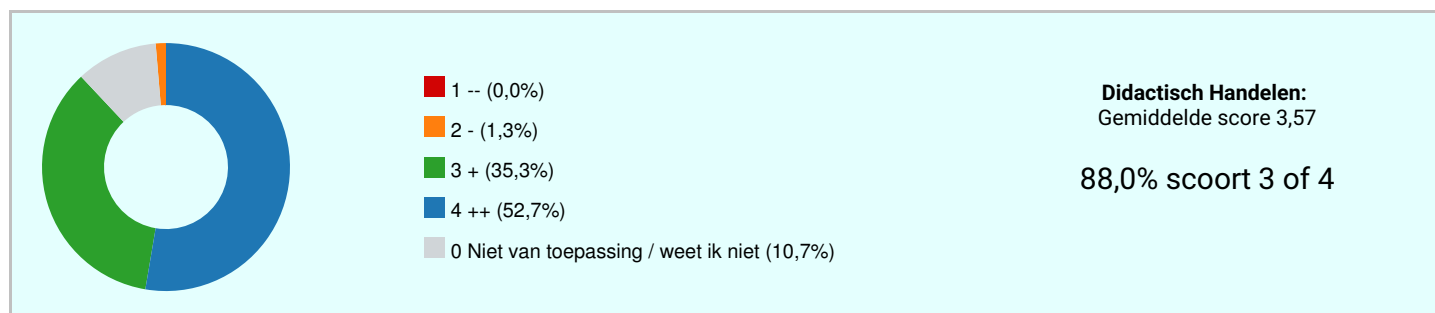 1 -- (0,0%)
2 - (1,3%)
3 + (35,3%)
4 ++ (52,7%)
0 Niet van toepassing / weet ik niet (10,7%)
Didactisch Handelen:
Gemiddelde score 3,57
88,0% scoort 3 of 4